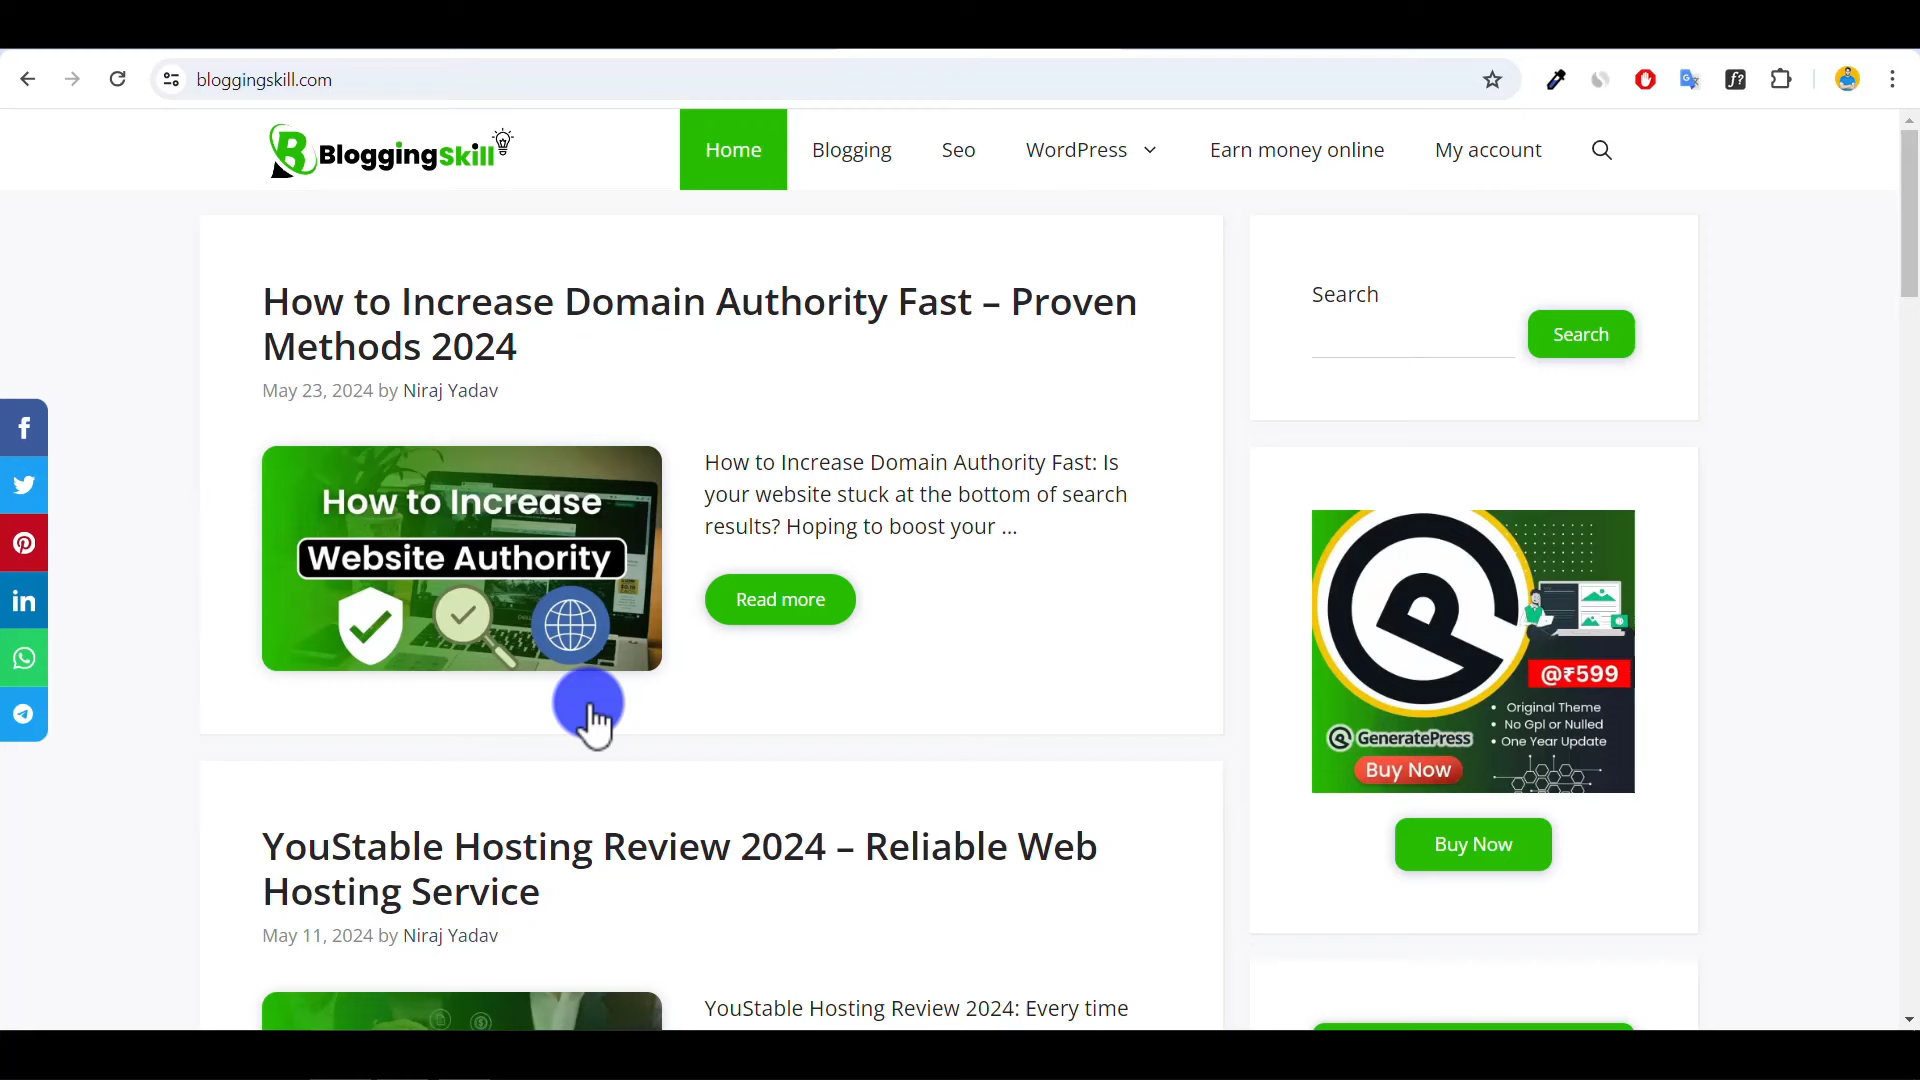 bloggingskill.com
BloggingSkill
Home
Blogging
Seo
WordPress
Earn money online
My account
How to Increase Domain Authority Fast – Proven
Methods 2024
May 23, 2024 by Niraj Yadav
How to Increase
Website Authority
How to Increase Domain Authority Fast: Is
your website stuck at the bottom of search
results? Hoping to boost your ...
Read more
YouStable Hosting Review 2024 – Reliable Web
Hosting Service
May 11, 2024 by Niraj Yadav
YouStable Hosting Review 2024: Every time
Search
Search
@₹599
• Original Theme
• No Gpl or Nulled
• One Year Update
GeneratePress
Buy Now
Buy Now